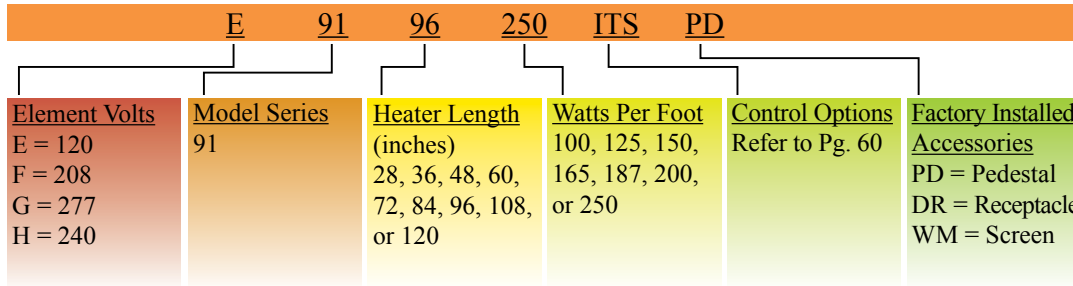 E 91 96 250 ITS PD
Element Volts
E = 120
F = 208
G = 277
H = 240
Model Series
91
Heater Length
(inches)
28, 36, 48, 60,
72, 84, 96, 108,
or 120
Watts Per Foot
100, 125, 150,
165, 187, 200,
or 250
Control Options
Refer to Pg. 60
Factory Installed
Accessories
PD = Pedestal
DR = Receptacle
WM = Screen